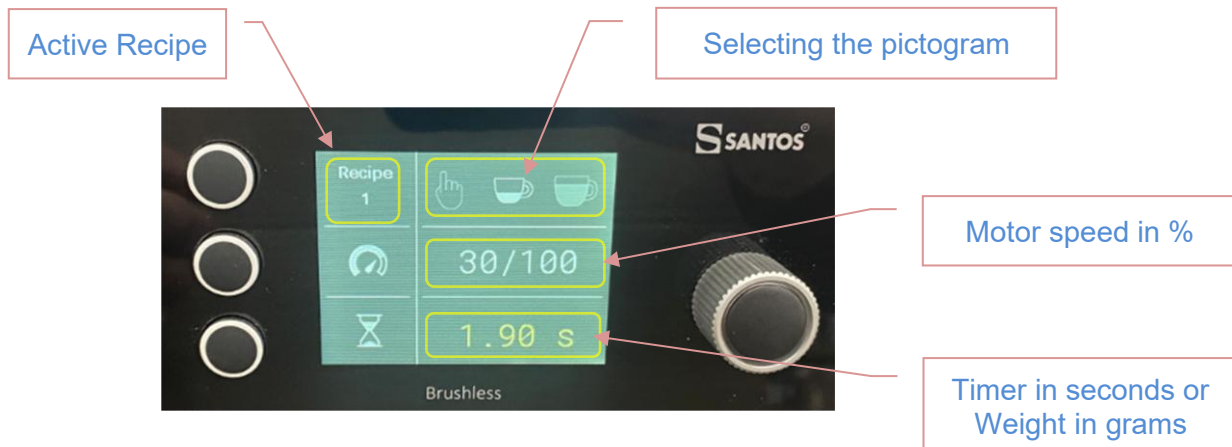 Active Recipe
Selecting the pictogram
SANTOS®
Recipe
1
30/100
Motor speed in %
1.90 s
Brushless
Timer in seconds or
Weight in grams